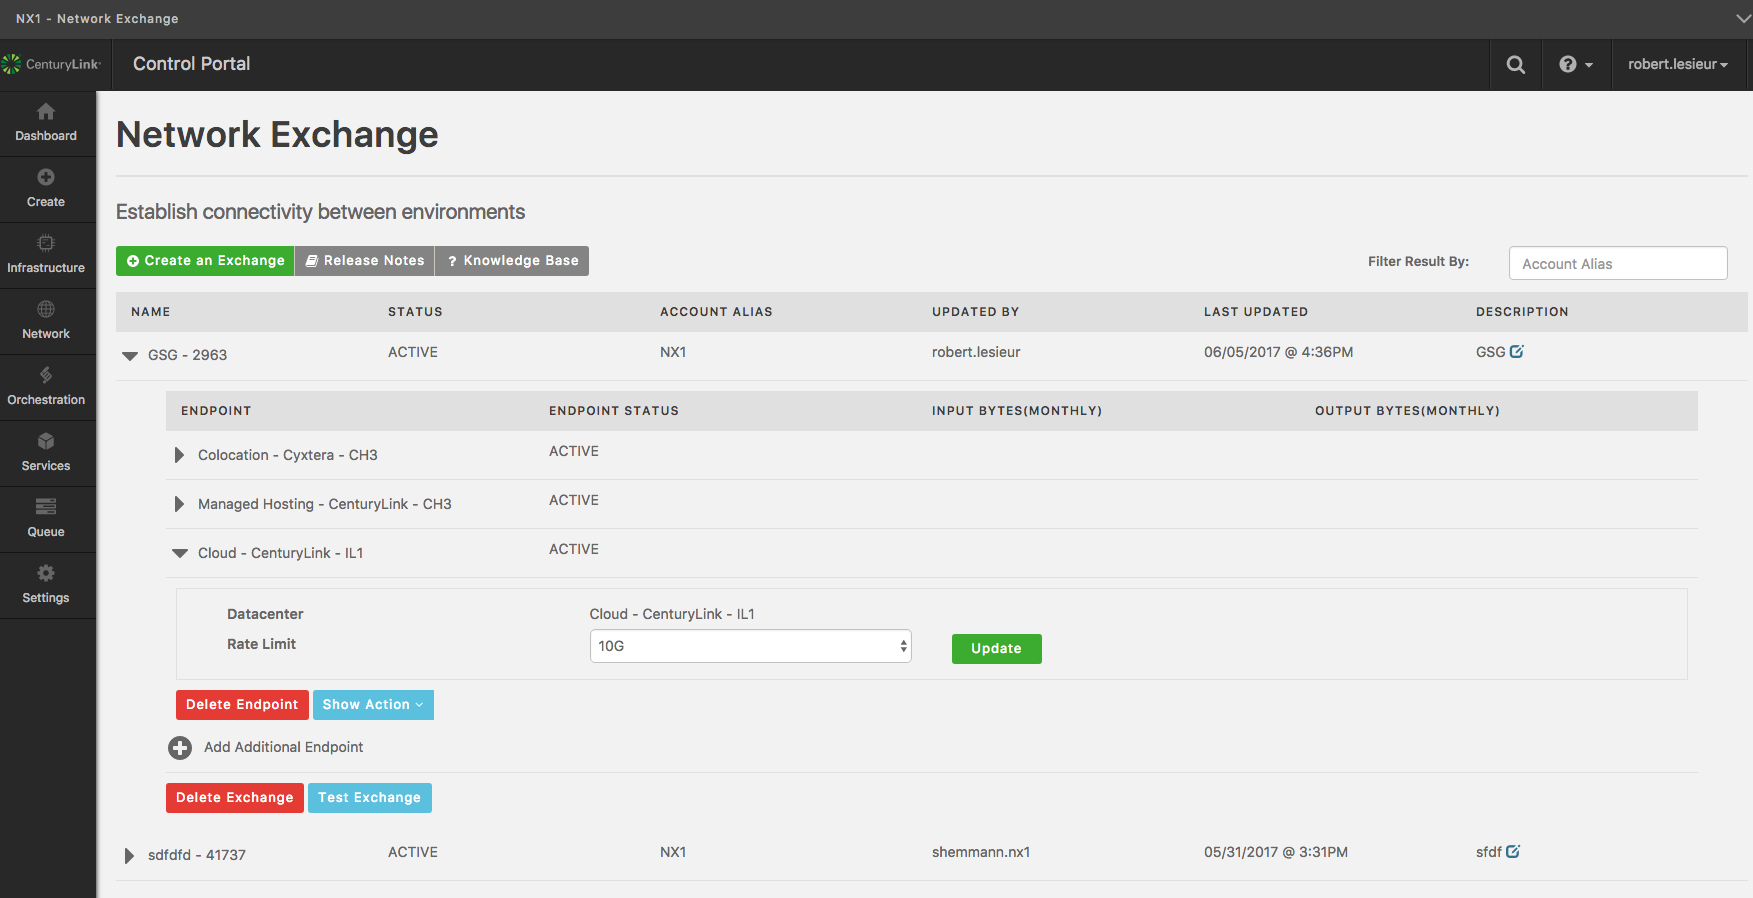 NX1 - Network Exchange
CenturyLink
Control Portal
robert.lesieur
Dashboard
Create
Infrastructure
Network
Orchestration
Services
Queue
Settings
Network Exchange
Establish connectivity between environments
Create an Exchange
Release Notes
? Knowledge Base
Filter Result By:
Account Alias
NAME STATUS ACCOUNT ALIAS UPDATED BY LAST UPDATED DESCRIPTION
GSG - 2963 ACTIVE NX1 robert.lesieur 06/05/2017 @ 4:36PM GSG
ENDPOINT ENDPOINT STATUS INPUT BYTES(MONTHLY) OUTPUT BYTES(MONTHLY)
Colocation - Cyxtera - CH3 ACTIVE
Managed Hosting - CenturyLink - CH3 ACTIVE
Cloud - CenturyLink - IL1 ACTIVE
Datacenter Cloud - CenturyLink - IL1
Rate Limit 10G Update
Delete Endpoint Show Action
Add Additional Endpoint
Delete Exchange Test Exchange
sdfdfd - 41737 ACTIVE NX1 shemmann.nx1 05/31/2017 @ 3:31PM sfdf